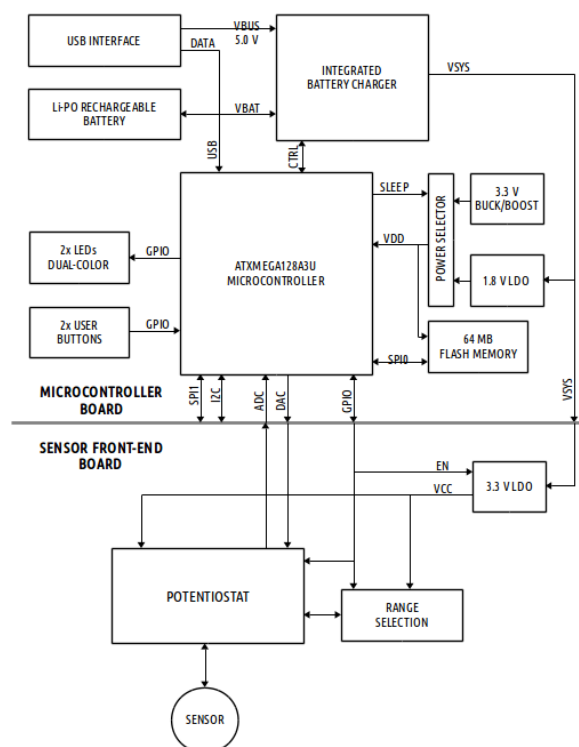 USB INTERFACE
VBUS
5.0 V
DATA
INTEGRATED
BATTERY CHARGER
VSYS
Li-PO RECHARGEABLE
BATTERY
VBAT
USB
CTRL
SLEEP
3.3 V
BUCK/BOOST
POWER SELECTOR
2x LEDs
DUAL-COLOR
GPIO
ATXMEGA128A3U
MICROCONTROLLER
VDD
1.8 V LDO
2x USER
BUTTONS
GPIO
64 MB
FLASH MEMORY
SPI0
MICROCONTROLLER
BOARD
SPI1
I2C
ADC
DAC
GPIO
VSYS
SENSOR FRONT-END
BOARD
EN
3.3 V LDO
VCC
POTENTIOSTAT
RANGE
SELECTION
SENSOR